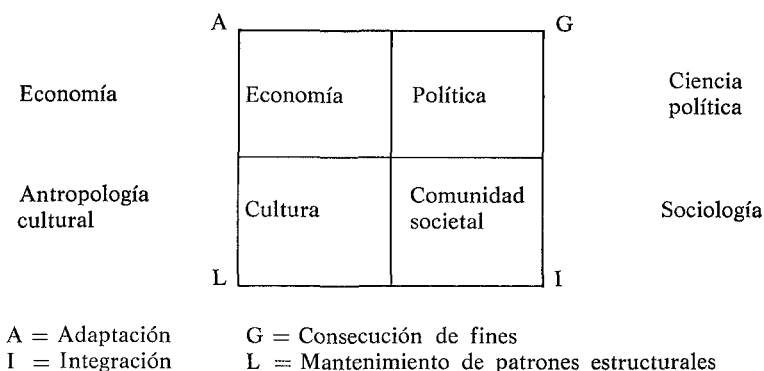 A G
Economía Economía Política Ciencia
política
Antropología
cultural Cultura Comunidad
societal Sociología
L I
A = Adaptación G = Consecución de fines
I = Integración L = Mantenimiento de patrones estructurales